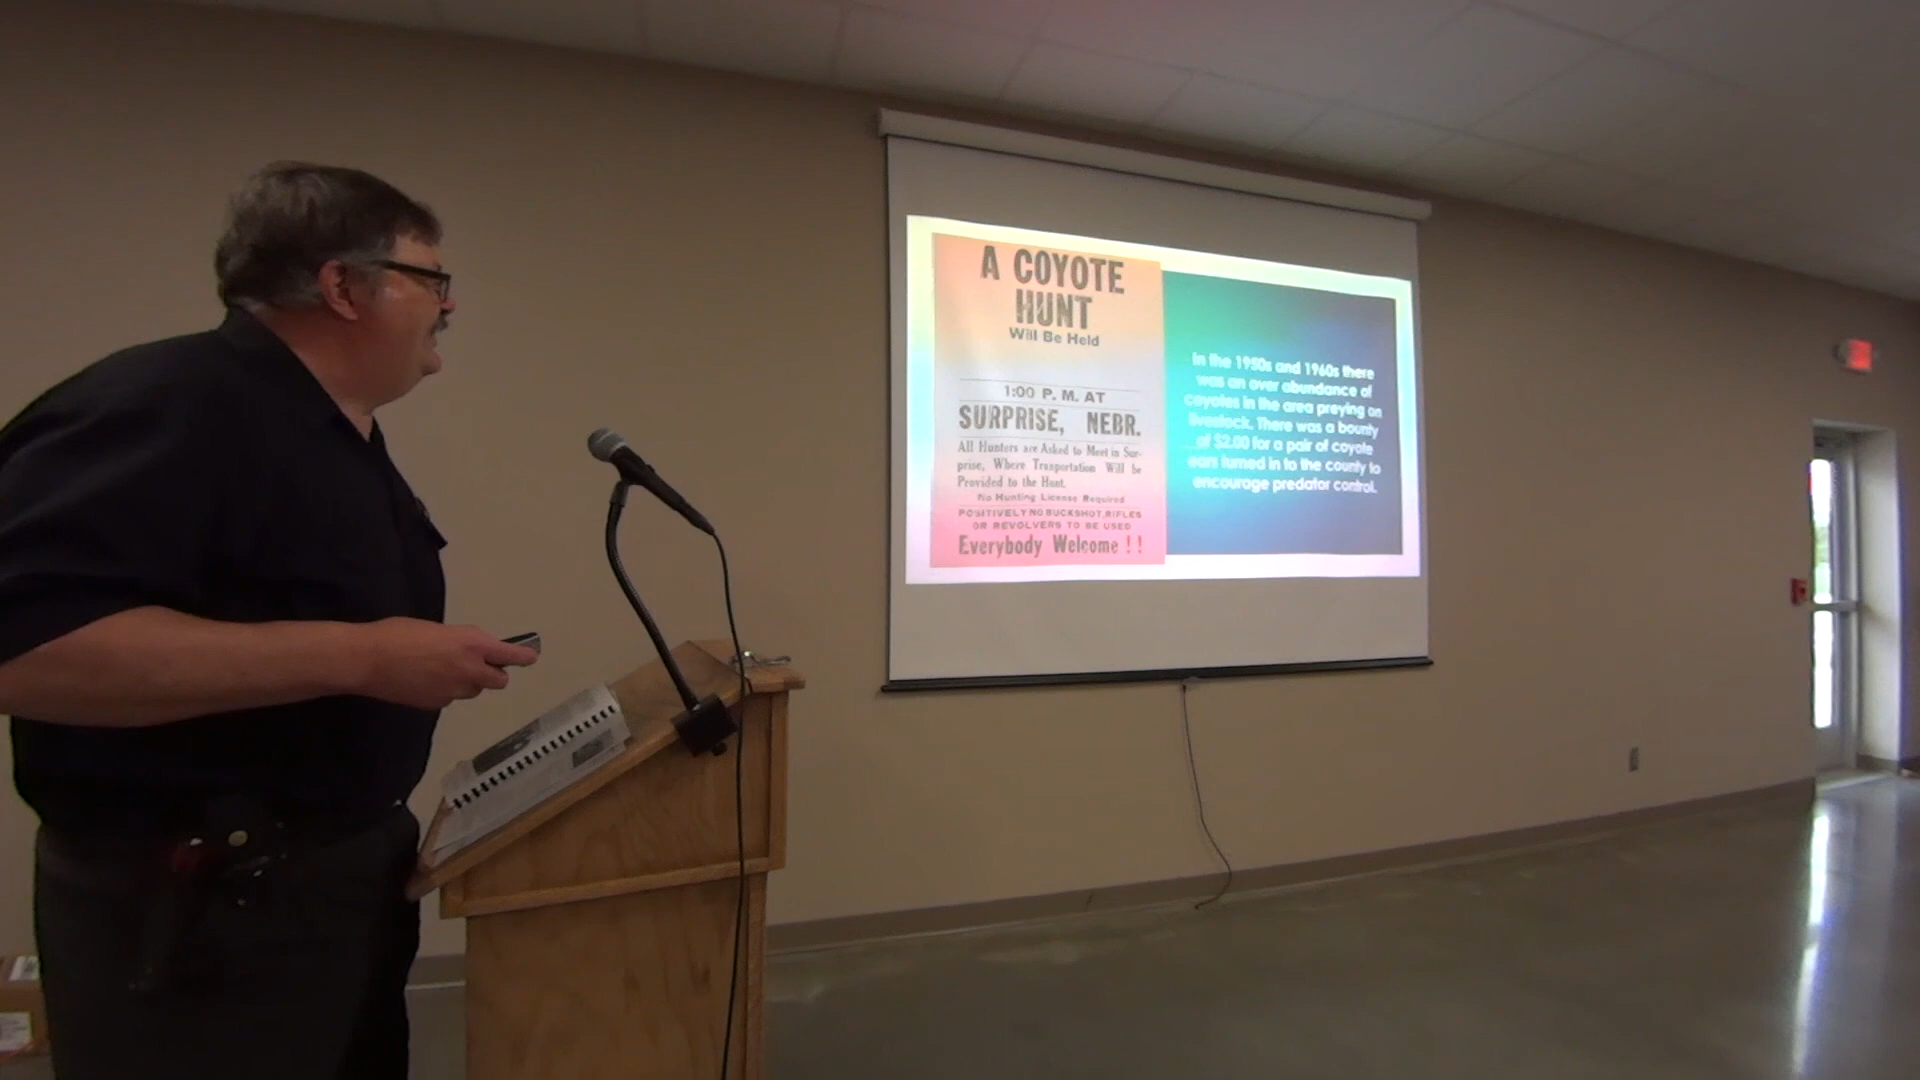 A COYOTE
HUNT
Will Be Held
1:00 P. M. AT
SURPRISE, NEBR.
All Hunters are Asked to Meet in Sur-
prise, Where Tranportation Will be
Provided to the Hunt.
No Hunting License Required
POSITIVELY NO BUCKSHOT, RIFLES
OR REVOLVERS TO BE USED
Everybody Welcome ! !
In the 1950s and 1960s there
was an over abundance of
coyotes in the area preying on
livestock. There was a bounty
of $2.00 for a pair of coyote
ears turned in to the county to
encourage predator control.